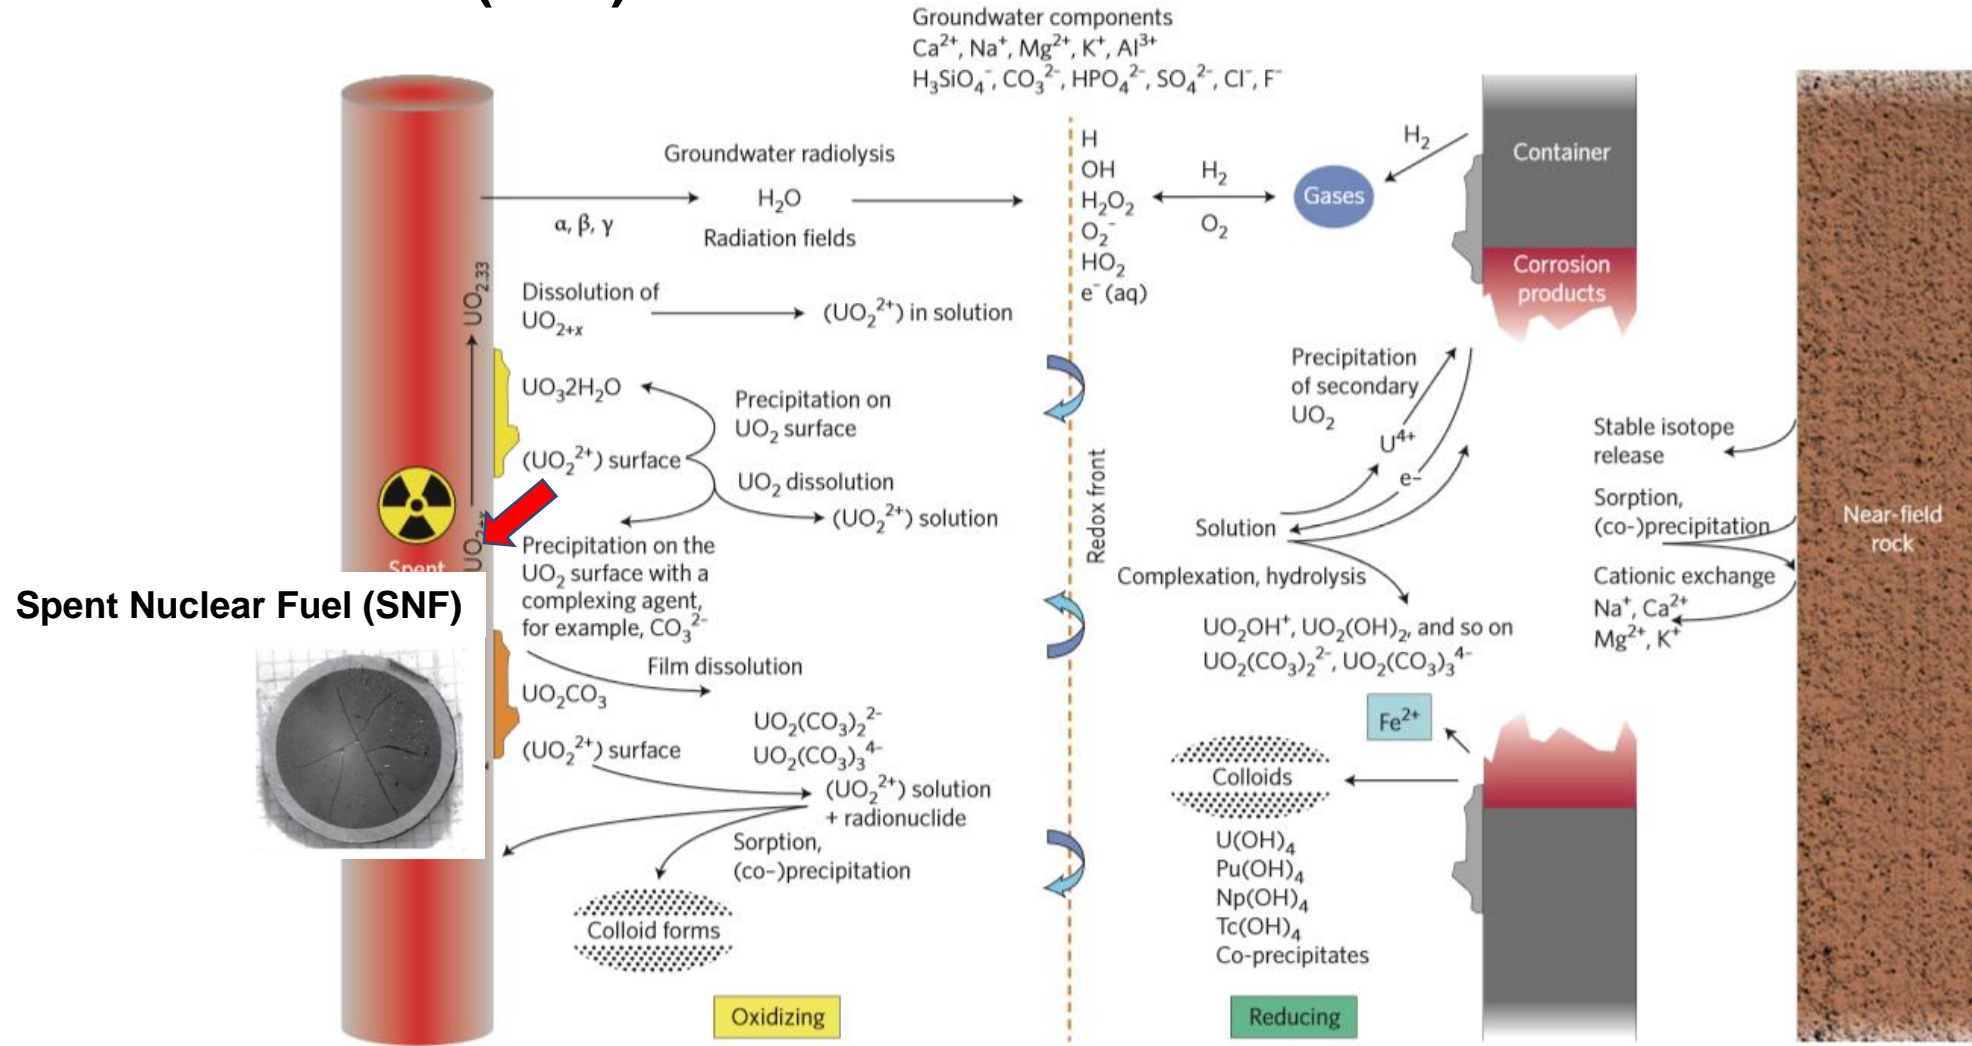 Groundwater components
Ca²⁺, Na⁺, Mg²⁺, K⁺, Al³⁺
H₃SiO₄⁻, CO₃²⁻, HPO₄²⁻, SO₄²⁻, Cl⁻, F⁻
Groundwater radiolysis
H₂O
α, β, γ
Radiation fields
H
OH
H₂O₂
O₂⁻
HO₂
e⁻ (aq)
H₂
O₂
Gases
H₂
Container
Corrosion
products
UO₂.₃₃
Dissolution of
UO₂₊ₓ
(UO₂²⁺) in solution
UO₃2H₂O
Precipitation on
UO₂ surface
(UO₂²⁺) surface
UO₂ dissolution
(UO₂²⁺) solution
UO₂₊ₓ
Spent
Precipitation on the
UO₂ surface with a
complexing agent,
for example, CO₃²⁻
Spent Nuclear Fuel (SNF)
Film dissolution
UO₂CO₃
UO₂(CO₃)₂²⁻
UO₂(CO₃)₃⁴⁻
(UO₂²⁺) surface
(UO₂²⁺) solution
+ radionuclide
Sorption,
(co-)precipitation
Colloid forms
Oxidizing
Redox front
Precipitation
of secondary
UO₂
U⁴⁺
e-
Solution
Complexation, hydrolysis
UO₂OH⁺, UO₂(OH)₂, and so on
UO₂(CO₃)₂²⁻, UO₂(CO₃)₃⁴⁻
Fe²⁺
Colloids
U(OH)₄
Pu(OH)₄
Np(OH)₄
Tc(OH)₄
Co-precipitates
Reducing
Stable isotope
release
Sorption,
(co-)precipitation
Cationic exchange
Na⁺, Ca²⁺
Mg²⁺, K⁺
Near-field
rock